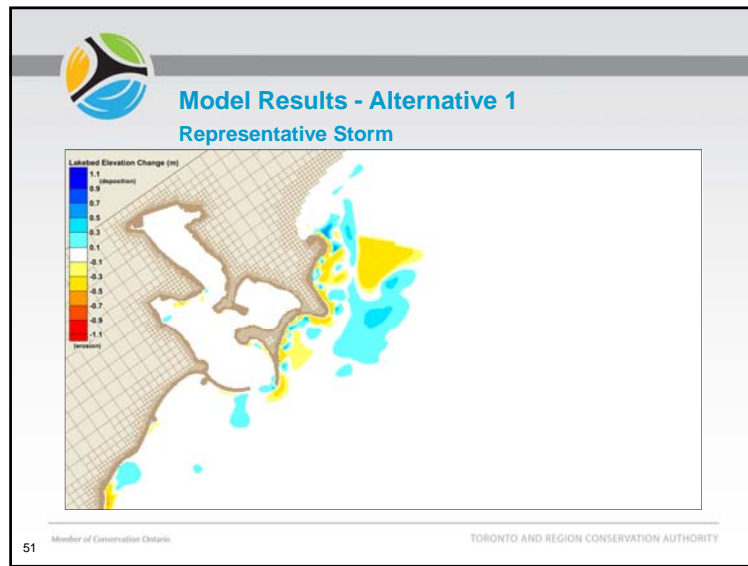 Model Results - Alternative 1
Representative Storm
Lakebed Elevation Change (m)
1.1
(deposition)
0.9
0.7
0.5
0.3
0.1
-0.1
-0.3
-0.5
-0.7
-0.9
-1.1
(erosion)
Member of Conservation Ontario
TORONTO AND REGION CONSERVATION AUTHORITY
51